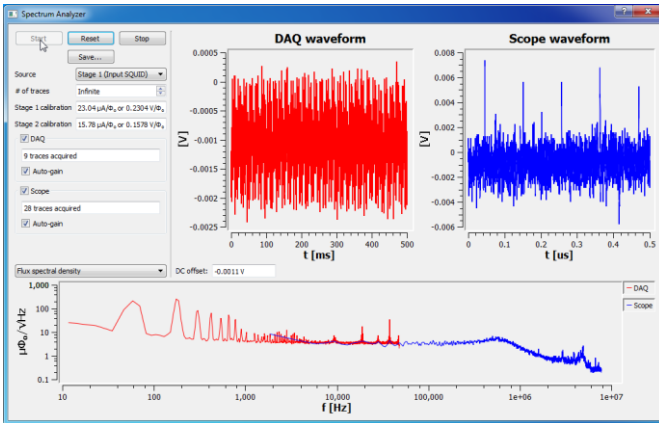 Spectrum Analyzer
Start Reset Stop
Save...
Source Stage 1 (Input SQUID)
# of traces Infinite
Stage 1 calibration 23.04 μA/Φ₀ or 0.2304 V/Φ₀
Stage 2 calibration 15.78 μA/Φ₀ or 0.1578 V/Φ₀
DAQ
9 traces acquired
Auto-gain
Scope
28 traces acquired
Auto-gain
Flux spectral density
DAQ waveform
0.0005
0
-0.0005
-0.001
-0.0015
-0.002
-0.0025
[V]
0 100 200 300 400 500
t [ms]
DC offset: -0.0011 V
Scope waveform
0.008
0.006
0.004
0.002
0
-0.002
-0.004
-0.006
[V]
0 0.1 0.2 0.3 0.4 0.5
t [us]
1,000
100
10
1
0.1
μΦ₀/√Hz
10 100 1,000 10,000 100,000 1e+06 1e+07
f [Hz]
DAQ
Scope